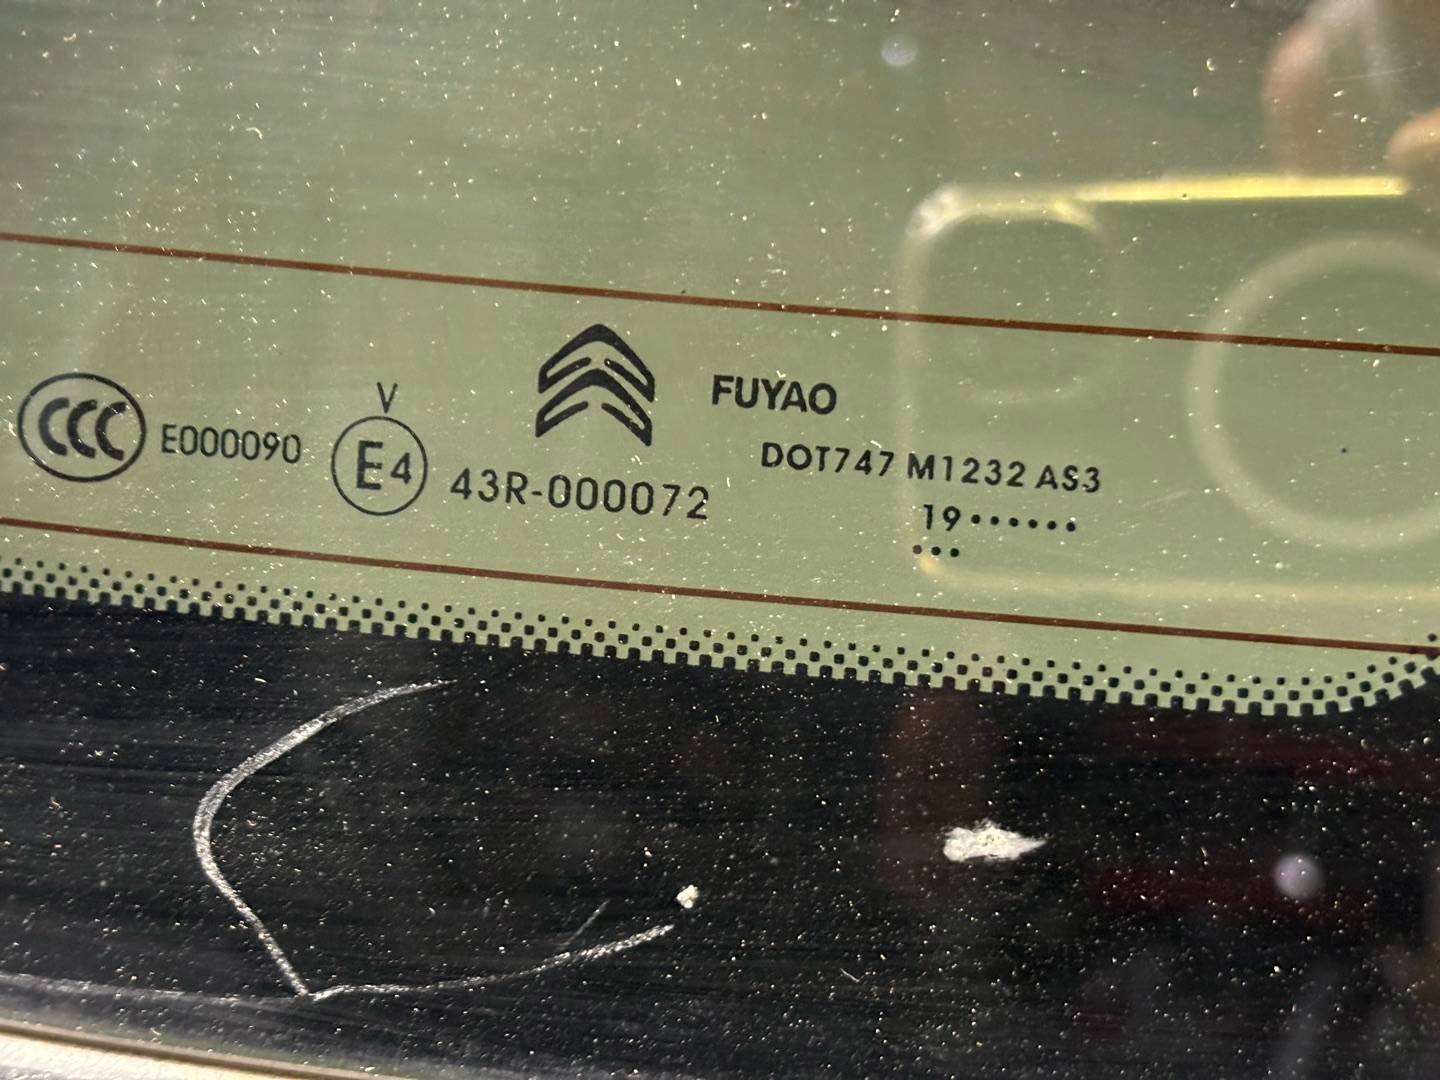 CCC E000090
V
E4 43R-000072
FUYAO
DOT747 M1232 AS3
19••••••
•••